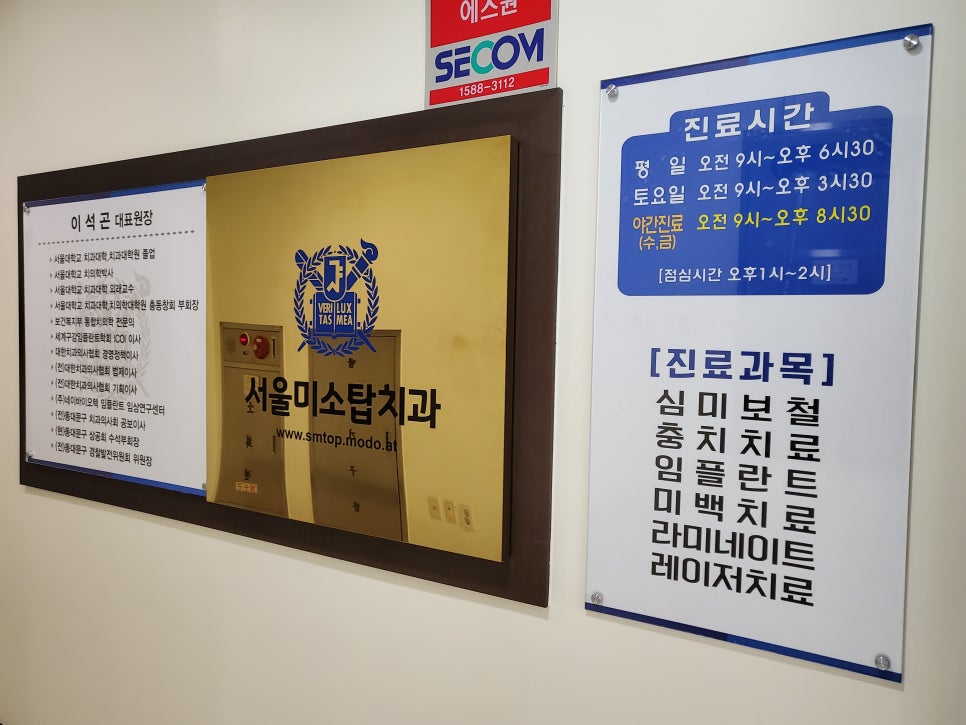 에스원
SECOM
1588-3112
이석곤 대표원장
서울대학교 치과대학,치과대학원 졸업
서울대학교 치의학박사
서울대학교 치과대학 외래교수
서울대학교 치과대학,치의학대학원 총동창회 부회장
보건복지부 통합치의학 전문의
세계구강임플란트학회 ICOI 이사
대한치과의사협회 경영정책이사
(전)대한치과의사협회 법제이사
(전)대한치과의사협회 기획이사
(주)네이바이오텍 임플란트 임상연구센터
(전)동대문구 치과의사회 공보이사
(현)동대문구 상공회 수석부회장
(전)동대문구 경찰발전위원회 위원장
VERI LUX
TAS MEA
서울미소탑치과
www.smtop.modo.at
진료시간
평 일 오전 9시~오후 6시30
토요일 오전 9시~오후 3시30
야간진료 오전 9시~오후 8시30
(수,금)
[점심시간 오후1시~2시]
[진료과목]
심미보철
충치치료
임플란트
미백치료
라미네이트
레이저치료